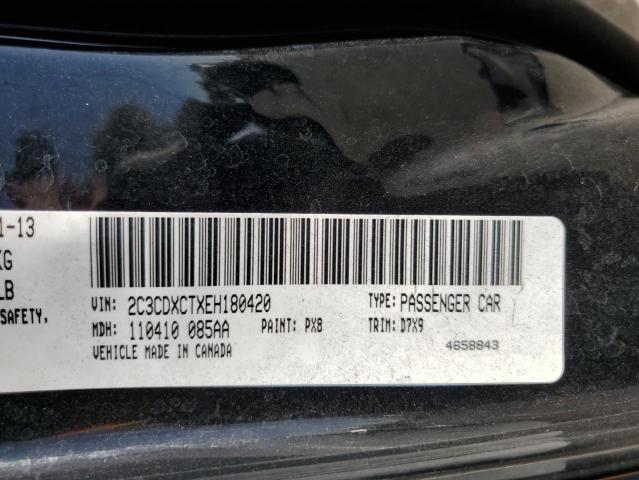 1-13
KG
LB
SAFETY,
VIN: 2C3CDXCTXEH180420 TYPE: PASSENGER CAR
MDH: 110410 085AA PAINT: PX8 TRIM: D7X9
VEHICLE MADE IN CANADA
4658843